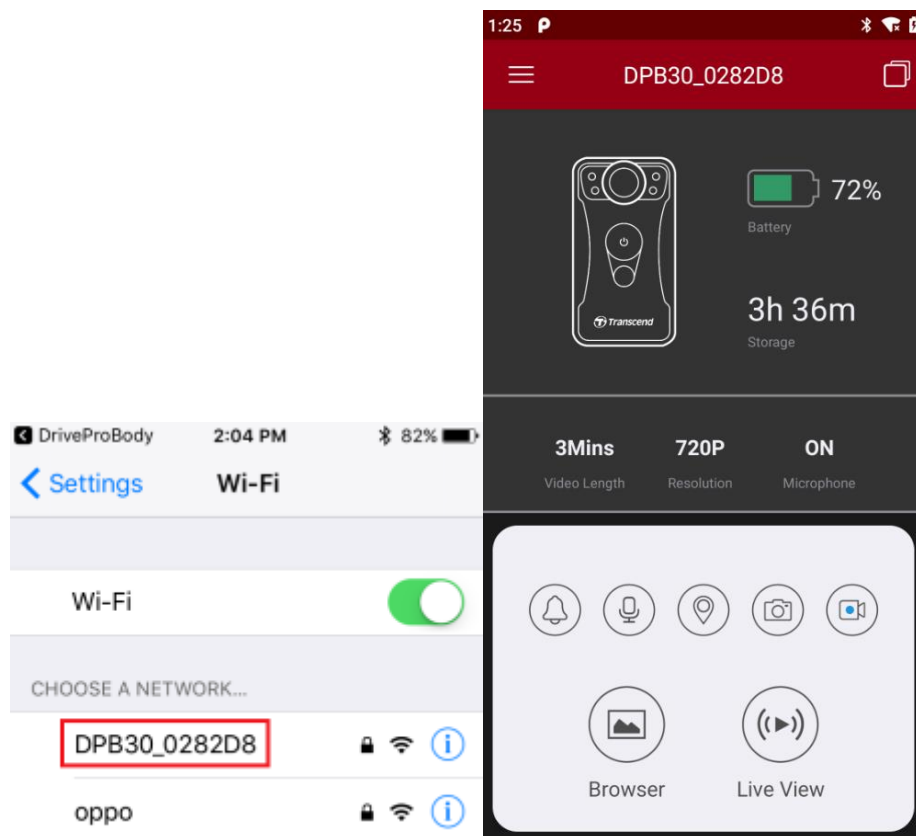 DriveProBody 2:04 PM 82%
Settings Wi-Fi
Wi-Fi
CHOOSE A NETWORK...
DPB30_0282D8
oppo
1:25
DPB30_0282D8
72%
Battery
Transcend
3h 36m
Storage
3Mins 720P ON
Video Length Resolution Microphone
Browser Live View